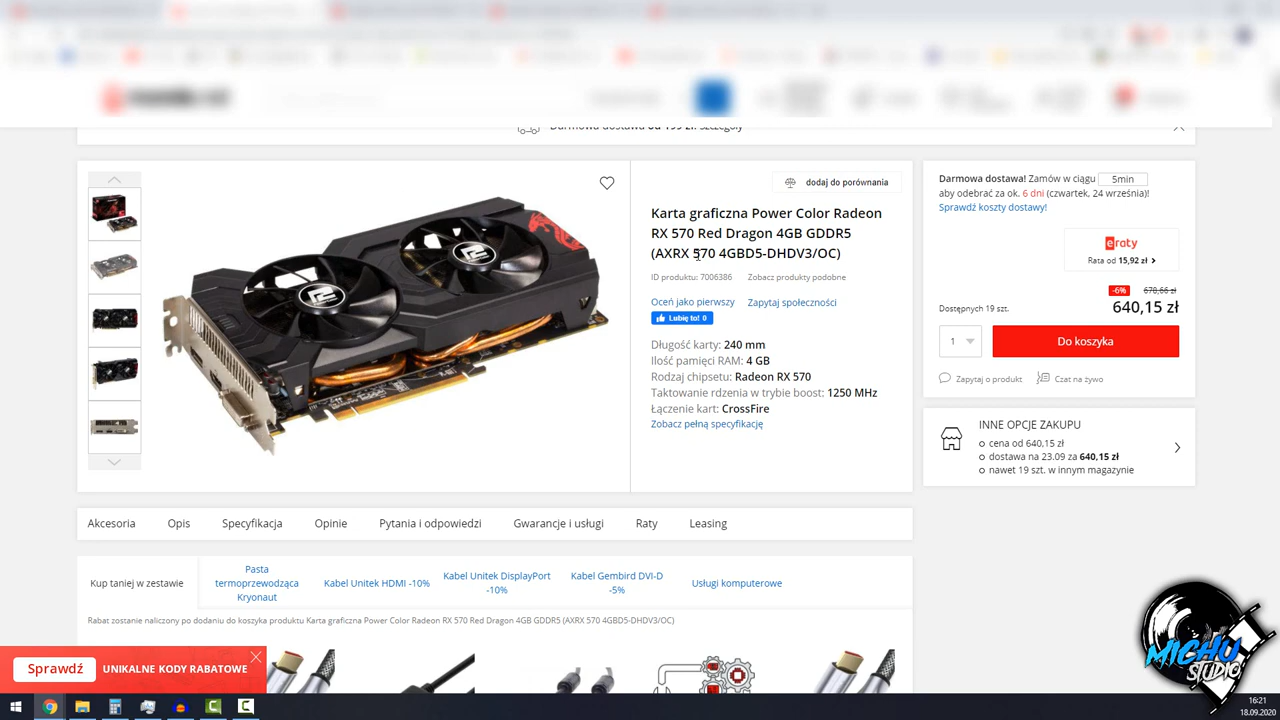 Darmowa dostawa od 199 zł. szczegóły
dodaj do porównania
Karta graficzna Power Color Radeon
RX 570 Red Dragon 4GB GDDR5
(AXRX 570 4GBD5-DHDV3/OC)
ID produktu: 7006386 Zobacz produkty podobne
Oceń jako pierwszy Zapytaj społeczności
Lubię to! 0
Długość karty: 240 mm
Ilość pamięci RAM: 4 GB
Rodzaj chipsetu: Radeon RX 570
Taktowanie rdzenia w trybie boost: 1250 MHz
Łączenie kart: CrossFire
Zobacz pełną specyfikację
Darmowa dostawa! Zamów w ciągu 5min
aby odebrać za ok. 6 dni (czwartek, 24 września)!
Sprawdź koszty dostawy!
eraty
Rata od 15,92 zł
-6% 678,66 zł
Dostępnych 19 szt. 640,15 zł
1 Do koszyka
Zapytaj o produkt Czat na żywo
INNE OPCJE ZAKUPU
cena od 640,15 zł
dostawa na 23.09 za 640,15 zł
nawet 19 szt. w innym magazynie
Akcesoria Opis Specyfikacja Opinie Pytania i odpowiedzi Gwarancje i usługi Raty Leasing
Kup taniej w zestawie
Pasta
termoprzewodząca
Kryonaut
Kabel Unitek HDMI -10%
Kabel Unitek DisplayPort
-10%
Kabel Gembird DVI-D
-5%
Usługi komputerowe
Rabat zostanie naliczony po dodaniu do koszyka produktu Karta graficzna Power Color Radeon RX 570 Red Dragon 4GB GDDR5 (AXRX 570 4GBD5-DHDV3/OC)
Sprawdź UNIKALNE KODY RABATOWE
MICHU
STUDIO
16:21
18.09.2020